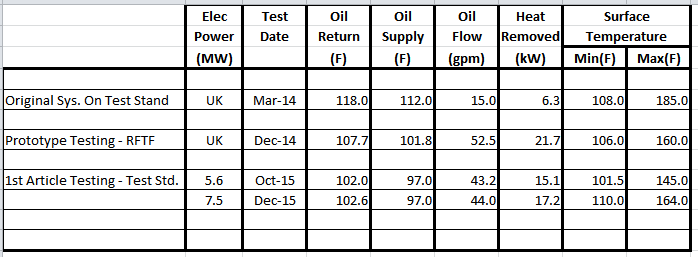 Elec Test Oil Oil Oil Heat Surface
Power Date Return Supply Flow Removed Temperature
(MW) (F) (F) (gpm) (kW) Min(F) Max(F)
Original Sys. On Test Stand UK Mar-14 118.0 112.0 15.0 6.3 108.0 185.0
Prototype Testing - RFTF UK Dec-14 107.7 101.8 52.5 21.7 106.0 160.0
1st Article Testing - Test Std. 5.6 Oct-15 102.0 97.0 43.2 15.1 101.5 145.0
7.5 Dec-15 102.6 97.0 44.0 17.2 110.0 164.0